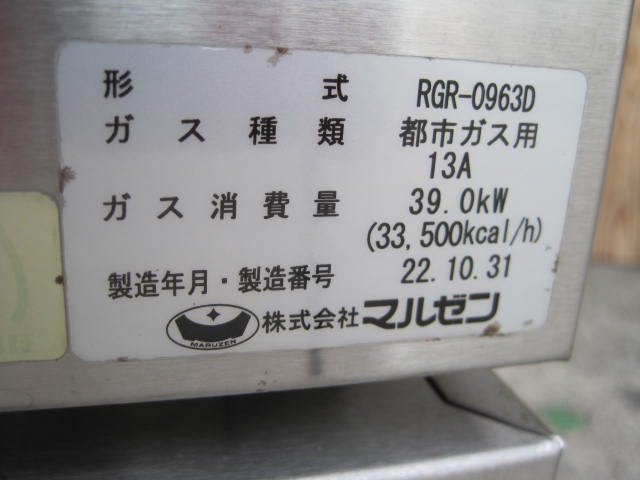 形式 RGR-0963D
ガス種類 都市ガス用
13A
ガス消費量 39.0kW
(33,500kcal/h)
製造年月・製造番号 22.10.31
MARUZEN 株式会社マルゼン